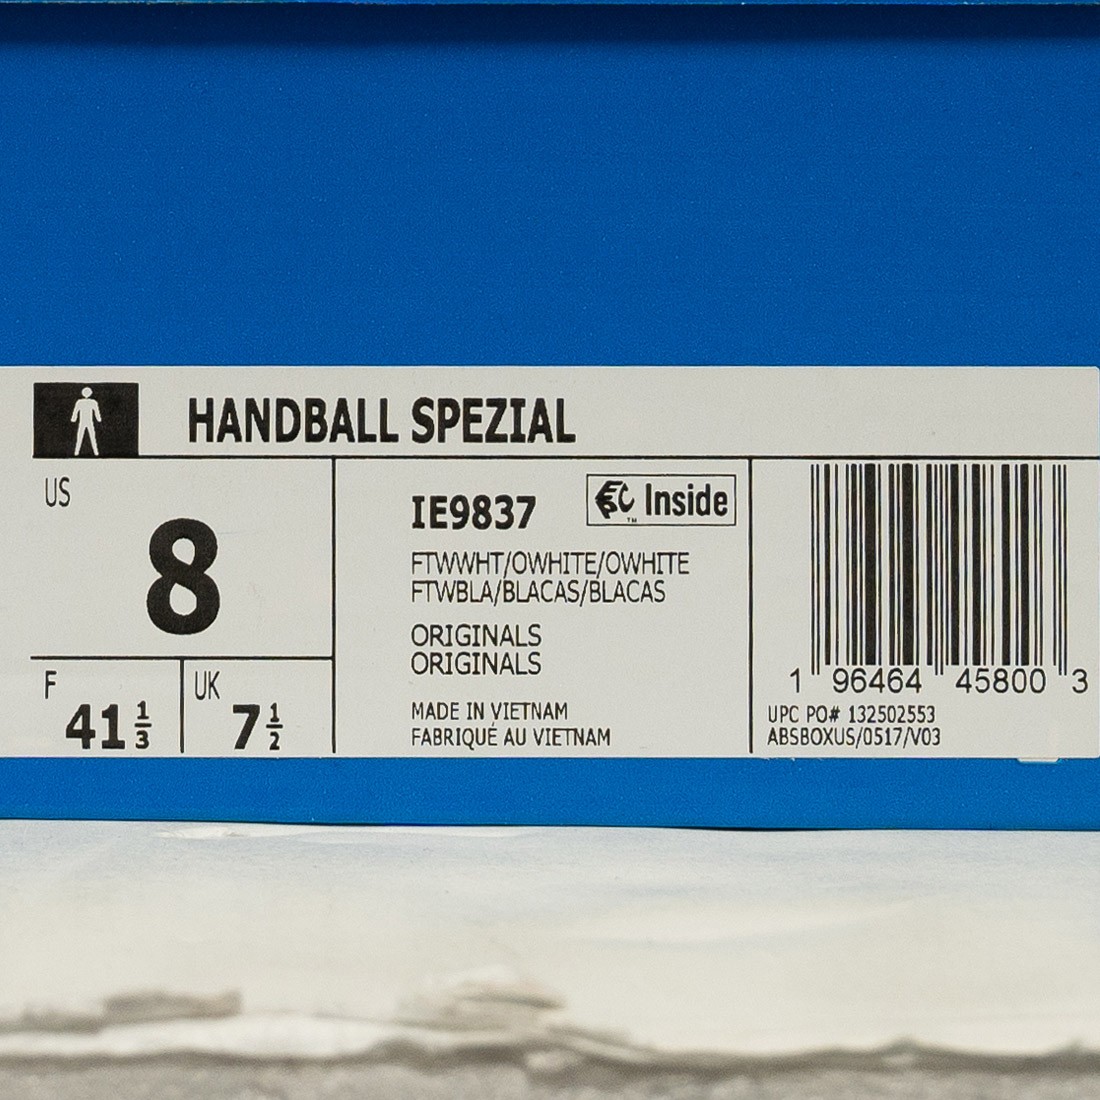 HANDBALL SPEZIAL
US
8
F
41 1/3
UK
7 1/2
IE9837
Inside
FTWWHT/OWHITE/OWHITE
FTWBLA/BLACAS/BLACAS
ORIGINALS
ORIGINALS
MADE IN VIETNAM
FABRIQUÉ AU VIETNAM
1 96464 45800 3
UPC PO# 132502553
ABSBOXUS/0517/V03